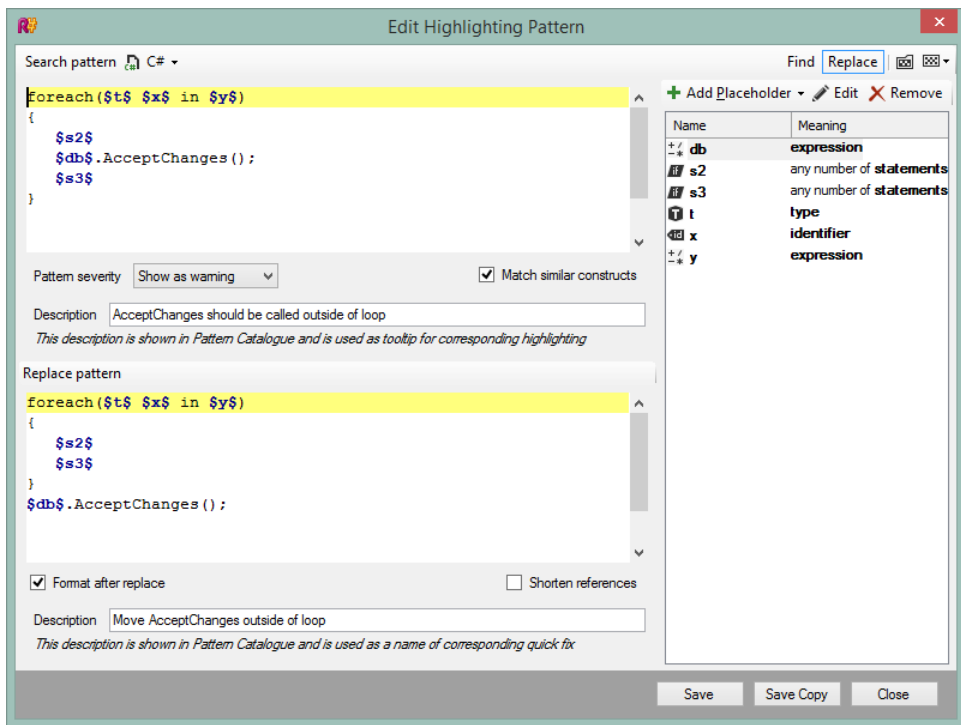 Edit Highlighting Pattern
Search pattern C#
Find Replace
foreach($t$ $x$ in $y$)
{
$s2$
$db$.AcceptChanges();
$s3$
}
Pattern severity Show as warning Match similar constructs
Description AcceptChanges should be called outside of loop
This description is shown in Pattern Catalogue and is used as tooltip for corresponding highlighting
Replace pattern
foreach($t$ $x$ in $y$)
{
$s2$
$s3$
}
$db$.AcceptChanges();
Format after replace Shorten references
Description Move AcceptChanges outside of loop
This description is shown in Pattern Catalogue and is used as a name of corresponding quick fix
Add Placeholder Edit Remove
Name Meaning
db expression
s2 any number of statements
s3 any number of statements
t type
x identifier
y expression
Save Save Copy Close